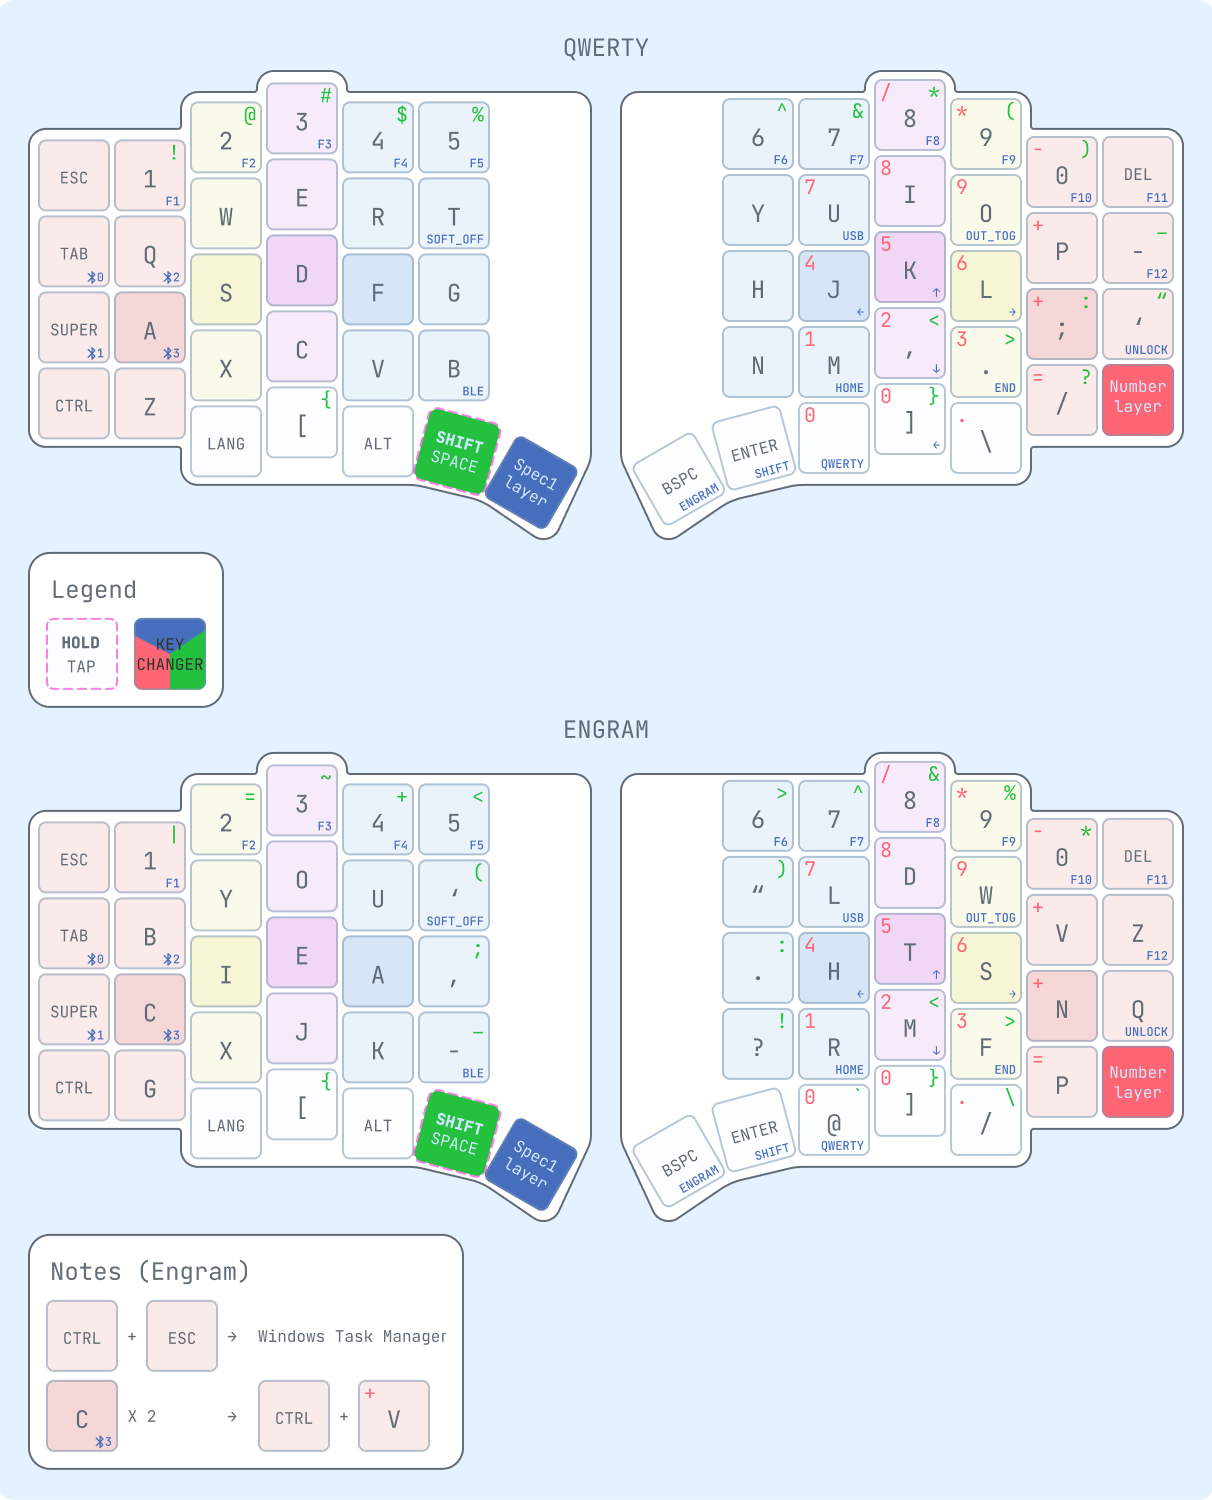 QWERTY
# 3 F3
/ * 8 F8
@ 2 F2
$ 4 F4
% 5 F5
^ 6 F6
& 7 F7
* ( 9 F9
ESC
! 1 F1
- ) 0 F10
DEL F11
E
8 I
W
R
T SOFT_OFF
Y
7 U USB
9 O OUT_TOG
TAB 0
Q 2
+ P
_ - F12
D
5 K ↑
S
F
G
H
4 J ←
6 L →
SUPER 1
A 3
+ : ;
“ ‘ UNLOCK
C
2 < , ↓
X
V
B BLE
N
1 M HOME
3 > . END
CTRL
Z
= ? /
Number
layer
{ [
0 } ] ←
LANG
ALT
SHIFT
SPACE
Spec1
layer
BSPC
ENGRAM
ENTER
SHIFT
0 QWERTY
. \
Legend
HOLD
TAP
KEY
CHANGER
ENGRAM
~ 3 F3
/ & 8 F8
= 2 F2
+ 4 F4
< 5 F5
> 6 F6
^ 7 F7
* % 9 F9
ESC
| 1 F1
- * 0 F10
DEL F11
O
8 D
Y
U
( ‘ SOFT_OFF
) “
7 L USB
9 W OUT_TOG
TAB 0
B 2
+ V
Z F12
E
5 T ↑
I
A
; ,
: .
4 H ←
6 S →
SUPER 1
C 3
+ N
Q UNLOCK
J
2 < M ↓
X
K
_ - BLE
! ?
1 R HOME
3 > F END
CTRL
G
= P
Number
layer
{ [
0 } ]
LANG
ALT
SHIFT
SPACE
Spec1
layer
BSPC
ENGRAM
ENTER
SHIFT
0 ` @ QWERTY
. \ /
Notes (Engram)
CTRL + ESC → Windows Task Manager
C 3 X 2 → CTRL + + V